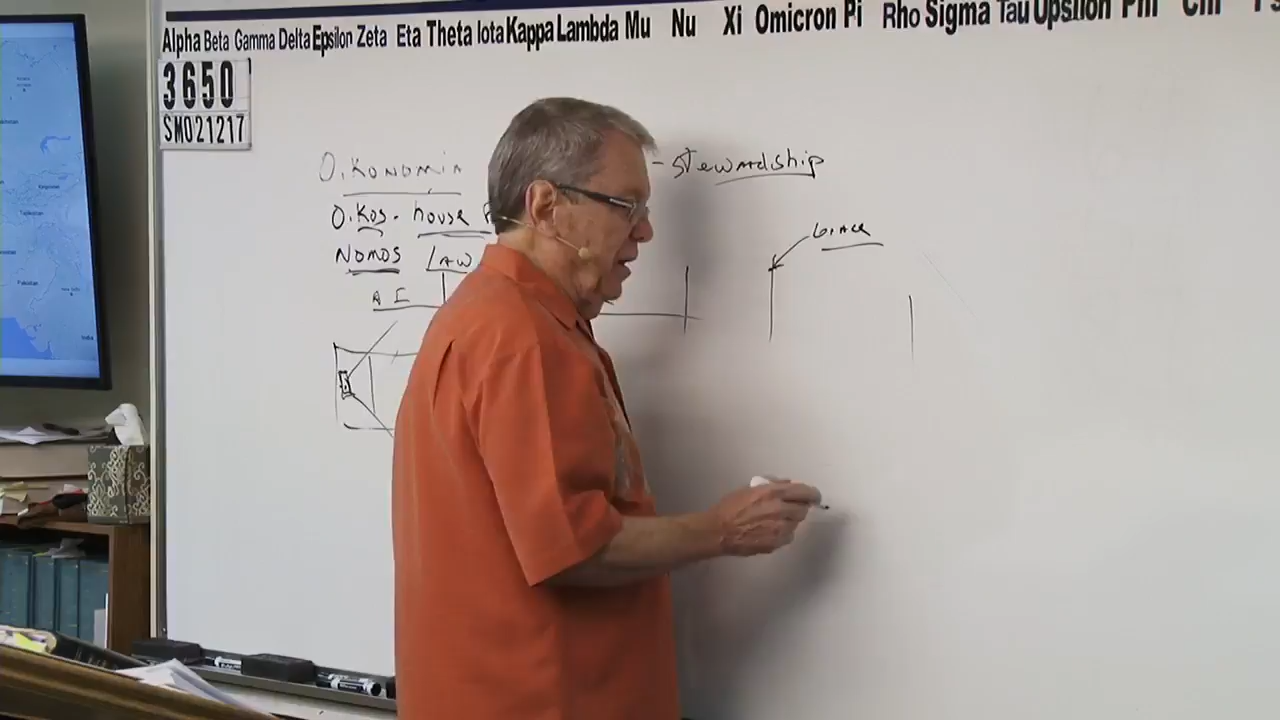 Alpha Beta Gamma Delta Epsilon Zeta Eta Theta Iota Kappa Lambda Mu Nu Xi Omicron Pi Rho Sigma Tau Upsilon Phi Chi
3650
SM021217
OIKONOMIA - stewardship
OIKOS - house
Grace
NOMOS LAW